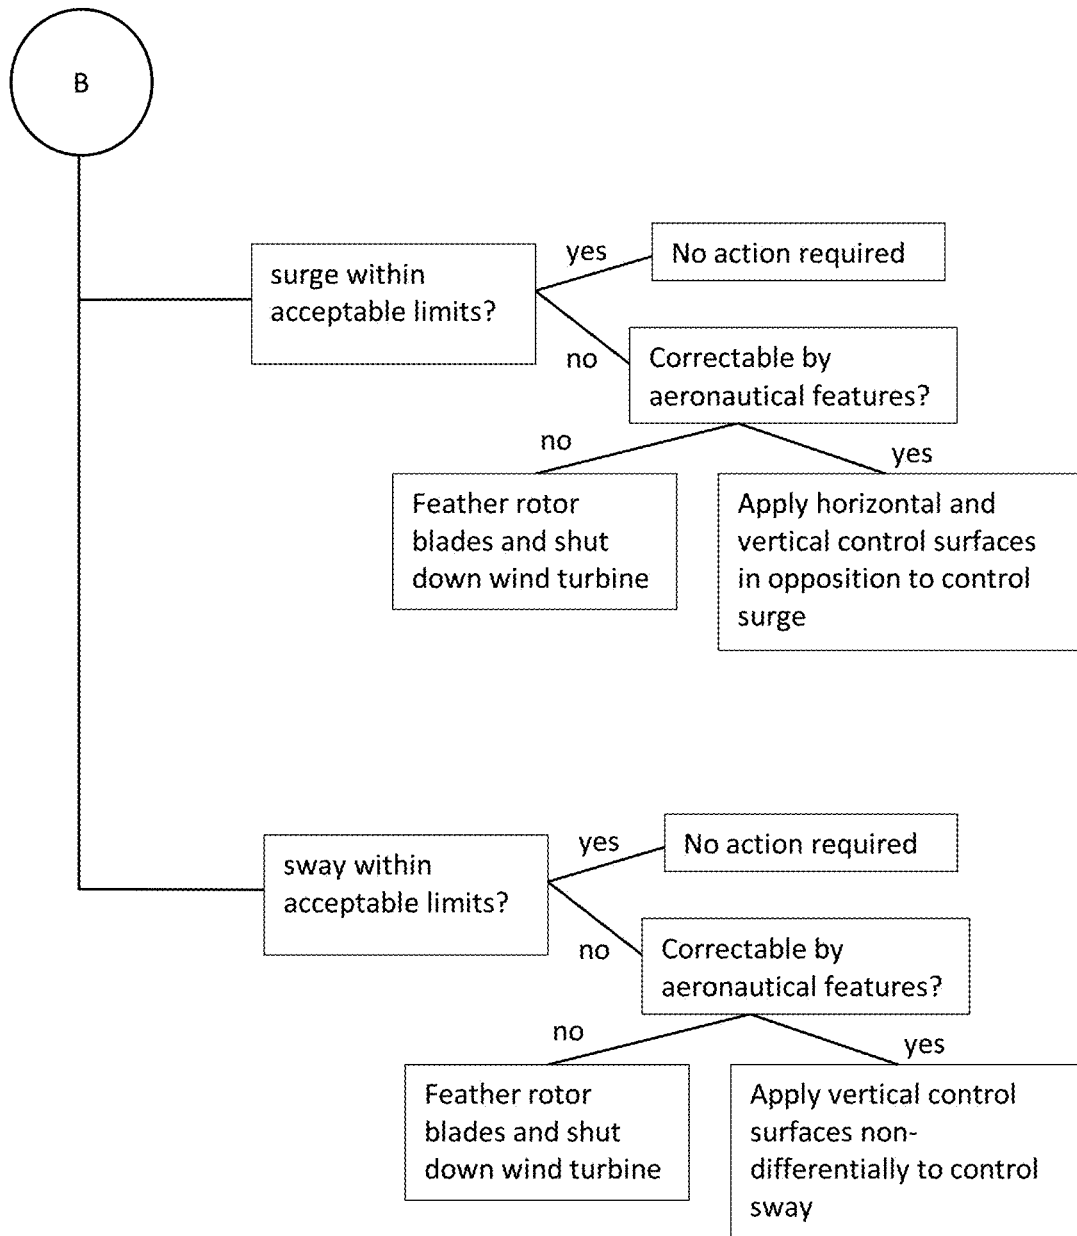 B
surge within
acceptable limits?
yes
No action required
no
Correctable by
aeronautical features?
no
yes
Feather rotor
blades and shut
down wind turbine
Apply horizontal and
vertical control surfaces
in opposition to control
surge
sway within
acceptable limits?
yes
No action required
no
Correctable by
aeronautical features?
no
yes
Feather rotor
blades and shut
down wind turbine
Apply vertical control
surfaces non-
differentially to control
sway